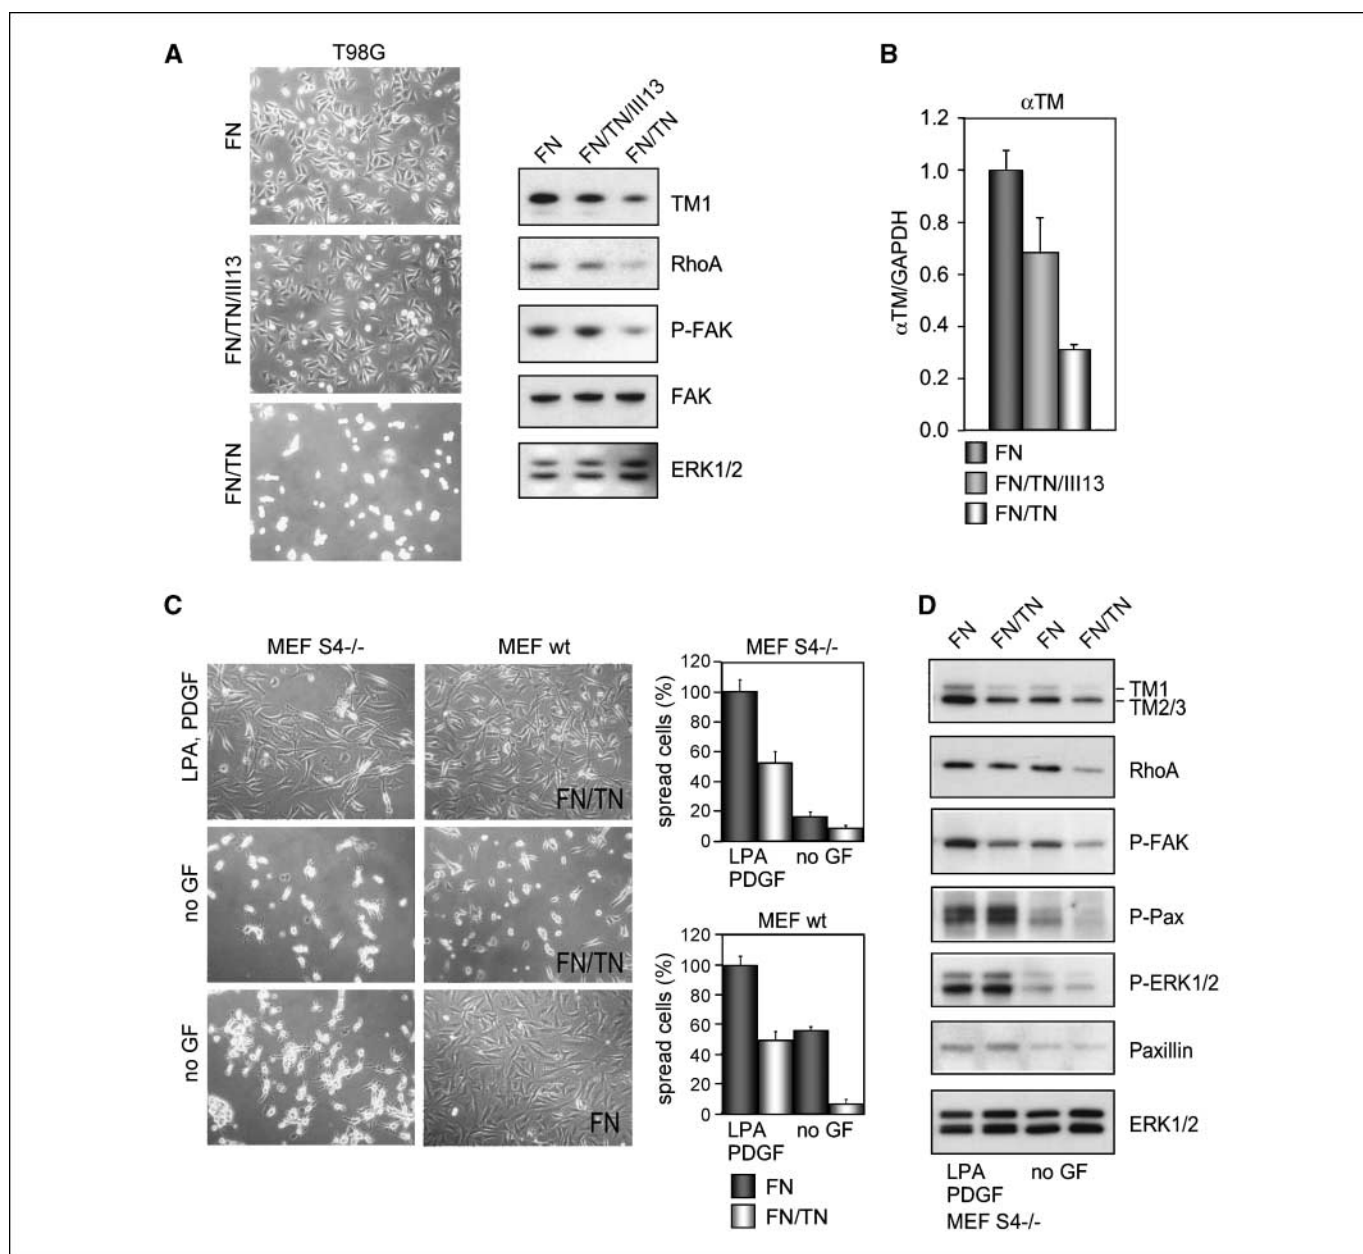 A
T98G
FN
FN/TN/III13
FN/TN
FN
FN/TN/III13
FN/TN
TM1
RhoA
P-FAK
FAK
ERK1/2
B
αTM
αTM/GAPDH
1.2
1.0
0.8
0.6
0.4
0.2
0.0
FN
FN/TN/III13
FN/TN
C
MEF S4-/-
MEF wt
LPA, PDGF
FN/TN
no GF
FN/TN
no GF
FN
MEF S4-/-
spread cells (%)
120
100
80
60
40
20
0
LPA no GF
PDGF
MEF wt
spread cells (%)
120
100
80
60
40
20
0
LPA no GF
PDGF
FN
FN/TN
D
FN FN/TN FN FN/TN
TM1
TM2/3
RhoA
P-FAK
P-Pax
P-ERK1/2
Paxillin
ERK1/2
LPA no GF
PDGF
MEF S4-/-